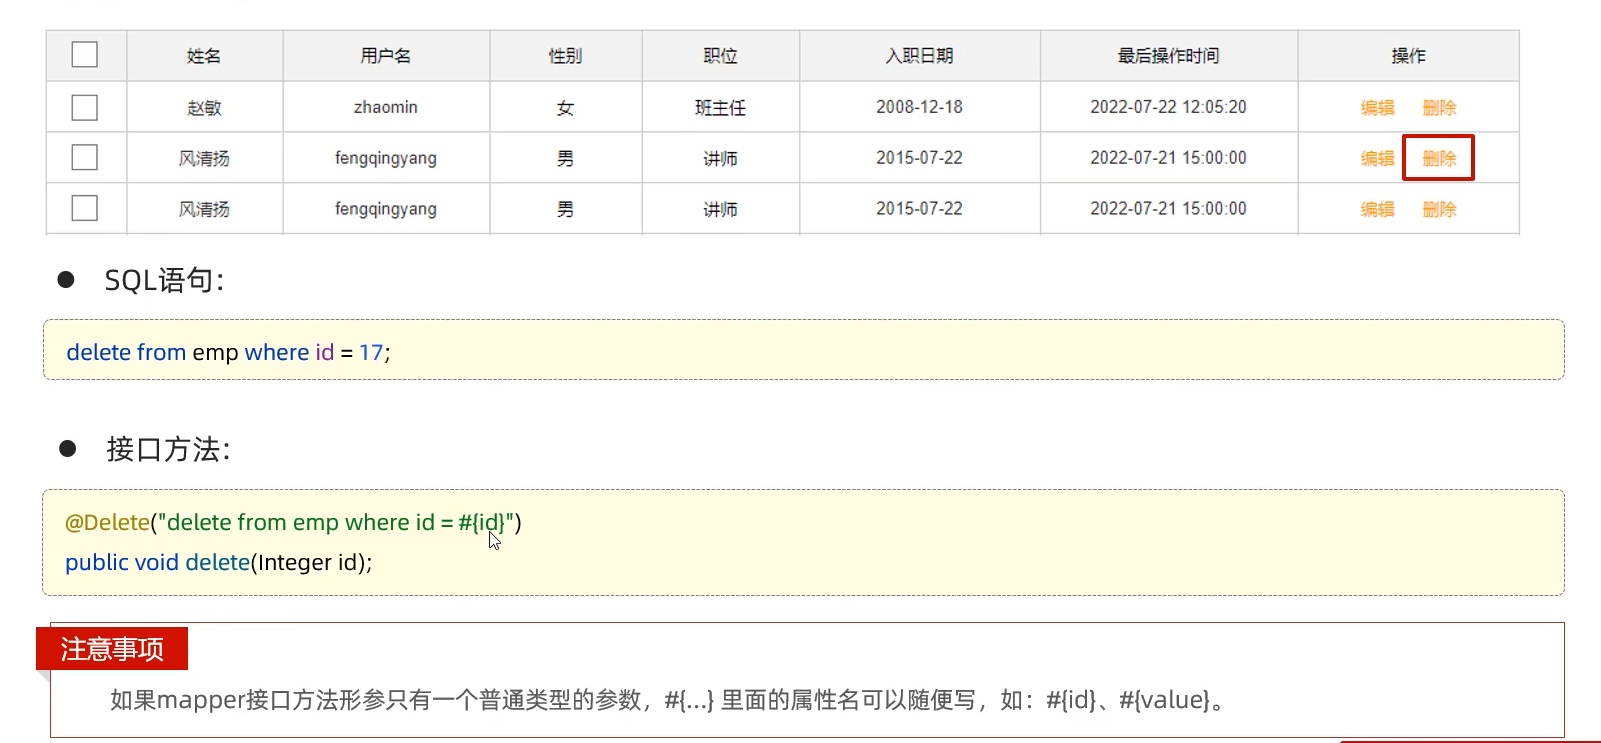 姓名 用户名 性别 职位 入职日期 最后操作时间 操作
赵敏 zhaomin 女 班主任 2008-12-18 2022-07-22 12:05:20 编辑 删除
风清扬 fengqingyang 男 讲师 2015-07-22 2022-07-21 15:00:00 编辑 删除
风清扬 fengqingyang 男 讲师 2015-07-22 2022-07-21 15:00:00 编辑 删除
● SQL语句：
delete from emp where id = 17;
● 接口方法：
@Delete("delete from emp where id = #{id}")
public void delete(Integer id);
注意事项
如果mapper接口方法形参只有一个普通类型的参数，#{…} 里面的属性名可以随便写，如：#{id}、#{value}。